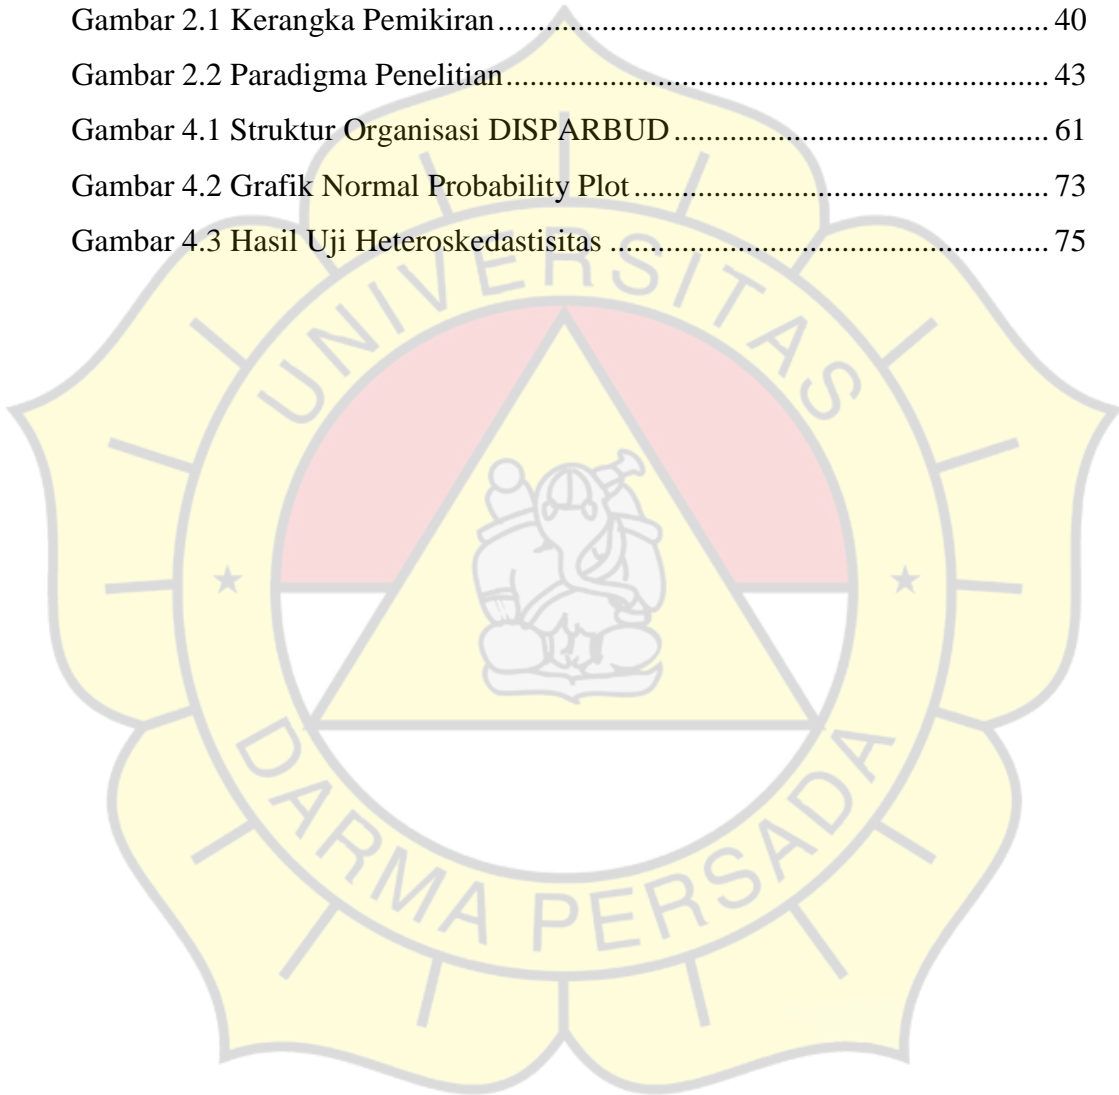 Gambar 2.1 Kerangka Pemikiran.................................................................... 40
Gambar 2.2 Paradigma Penelitian.................................................................... 43
Gambar 4.1 Struktur Organisasi DISPARBUD............................................... 61
Gambar 4.2 Grafik Normal Probability Plot.................................................... 73
Gambar 4.3 Hasil Uji Heteroskedastisitas ....................................................... 75
UNIVERSITAS
DARMA PERSADA